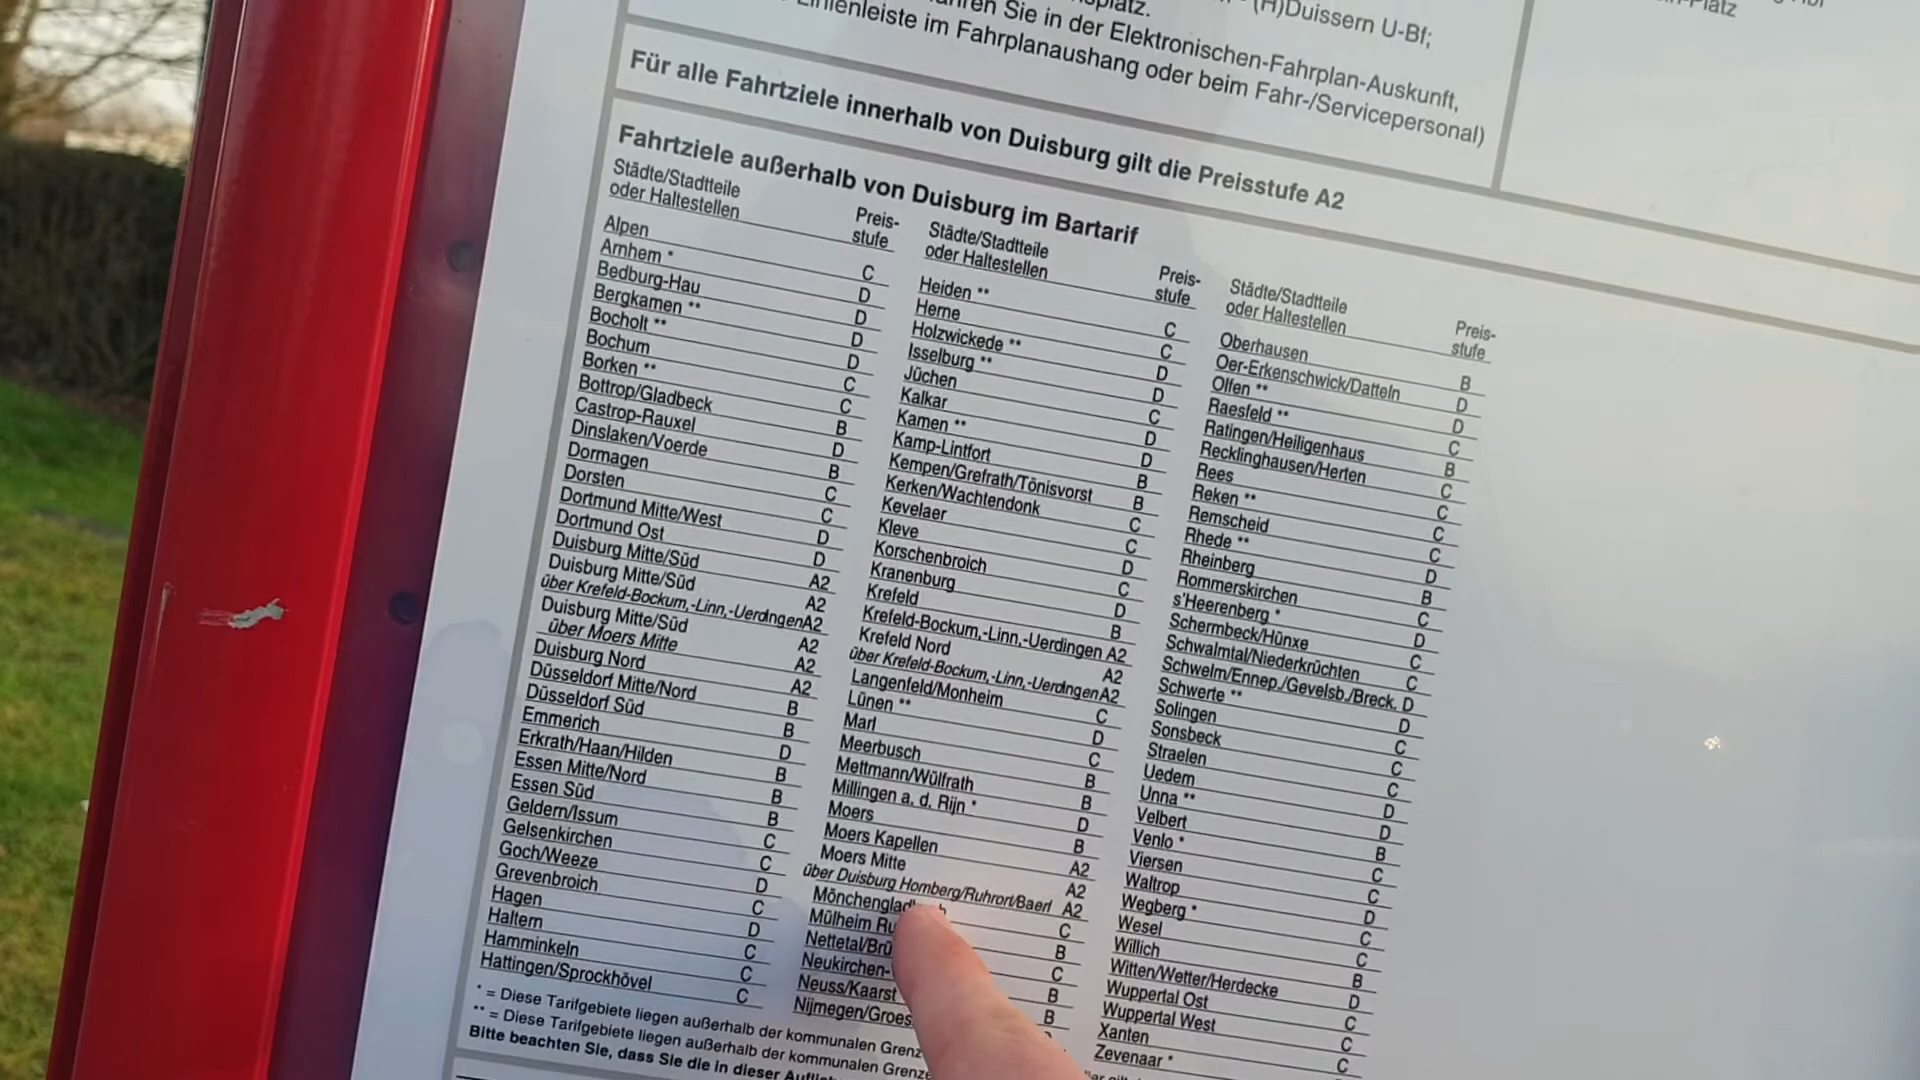 (H)Duissern U-Bf;
ren Sie in der Elektronischen-Fahrplan-Auskunft,
Linienleiste im Fahrplanaushang oder beim Fahr-/Servicepersonal)
Für alle Fahrtziele innerhalb von Duisburg gilt die Preisstufe A2
Fahrtziele außerhalb von Duisburg im Bartarif
Städte/Stadtteile
oder Haltestellen
Preis-
stufe
Alpen C
Arnhem * D
Bedburg-Hau D
Bergkamen ** D
Bocholt ** D
Bochum C
Borken ** C
Bottrop/Gladbeck B
Castrop-Rauxel D
Dinslaken/Voerde B
Dormagen C
Dorsten C
Dortmund Mitte/West D
Dortmund Ost D
Duisburg Mitte/Süd A2
Duisburg Mitte/Süd A2
über Krefeld-Bockum,-Linn,-Uerdingen A2
Duisburg Mitte/Süd A2
über Moers Mitte A2
Duisburg Nord A2
Düsseldorf Mitte/Nord B
Düsseldorf Süd B
Emmerich D
Erkrath/Haan/Hilden B
Essen Mitte/Nord B
Essen Süd B
Geldern/Issum C
Gelsenkirchen C
Goch/Weeze D
Grevenbroich C
Hagen D
Haltern C
Hamminkeln C
Hattingen/Sprockhövel C
Städte/Stadtteile
oder Haltestellen
Preis-
stufe
Heiden ** C
Herne C
Holzwickede ** D
Isselburg ** D
Jüchen C
Kalkar D
Kamen ** D
Kamp-Lintfort B
Kempen/Grefrath/Tönisvorst B
Kerken/Wachtendonk C
Kevelaer C
Kleve D
Korschenbroich C
Kranenburg D
Krefeld B
Krefeld-Bockum,-Linn,-Uerdingen A2
Krefeld Nord A2
über Krefeld-Bockum,-Linn,-Uerdingen A2
Langenfeld/Monheim C
Lünen ** D
Marl C
Meerbusch B
Mettmann/Wülfrath B
Millingen a. d. Rijn * D
Moers B
Moers Kapellen A2
Moers Mitte A2
über Duisburg Homberg/Ruhrort/Baerl A2
C
Mülheim B
C
Neukirchen- B
Neuss/Kaarst B
Städte/Stadtteile
oder Haltestellen
Preis-
stufe
Oberhausen B
Oer-Erkenschwick/Datteln D
Olfen ** D
Raesfeld ** C
Ratingen/Heiligenhaus B
Recklinghausen/Herten C
Rees C
Reken ** C
Remscheid C
Rhede ** D
Rheinberg B
Rommerskirchen C
s'Heerenberg * D
Schermbeck/Hünxe C
Schwalmtal/Niederkrüchten C
Schwelm/Ennep./Gevelsb./Breck. D
Schwerte ** D
Solingen C
Sonsbeck C
Straelen C
Uedem D
Unna ** D
Velbert B
Venlo * C
Viersen C
Waltrop D
Wegberg * C
Wesel C
Willich B
Witten/Wetter/Herdecke D
Wuppertal Ost C
Wuppertal West C
Xanten C
Zevenaar *
* = Diese Tarifgebiete liegen außerhalb der kommunalen
** = Diese Tarifgebiete liegen außerhalb der kommunalen
Bitte beachten Sie, dass Sie die in dieser